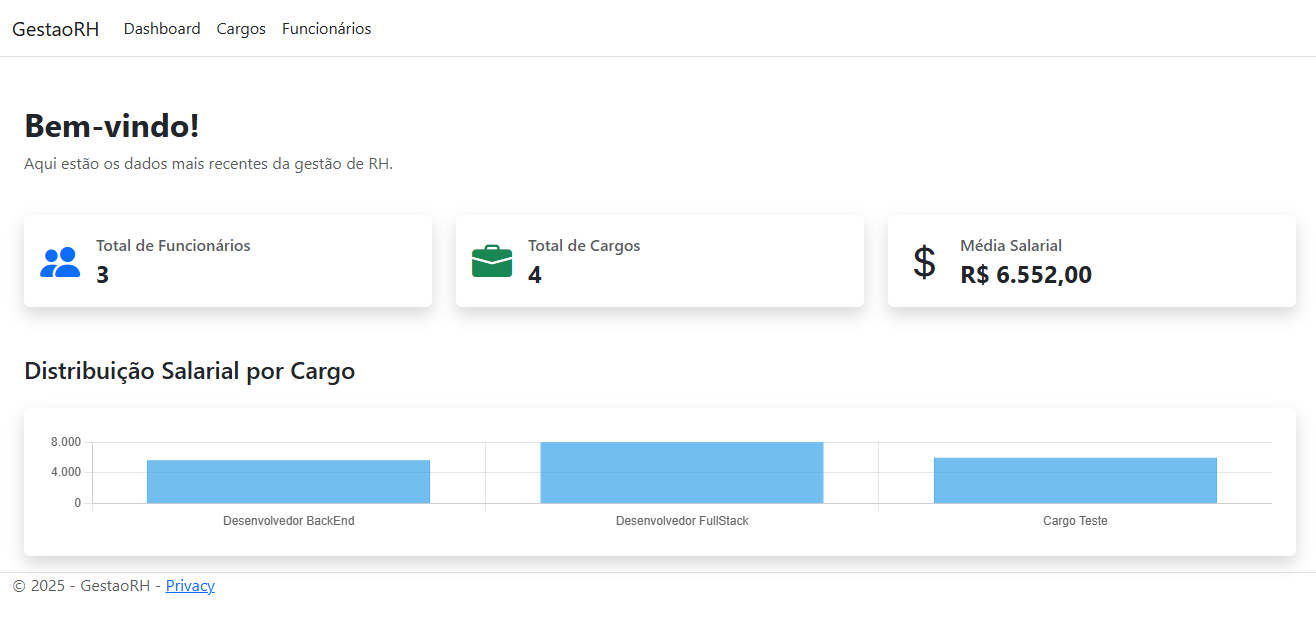 GestaoRH Dashboard Cargos Funcionários
Bem-vindo!
Aqui estão os dados mais recentes da gestão de RH.
Total de Funcionários
3
Total de Cargos
4
$
Média Salarial
R$ 6.552,00
Distribuição Salarial por Cargo
8.000
4.000
0
Desenvolvedor BackEnd Desenvolvedor FullStack Cargo Teste
© 2025 - GestaoRH - Privacy